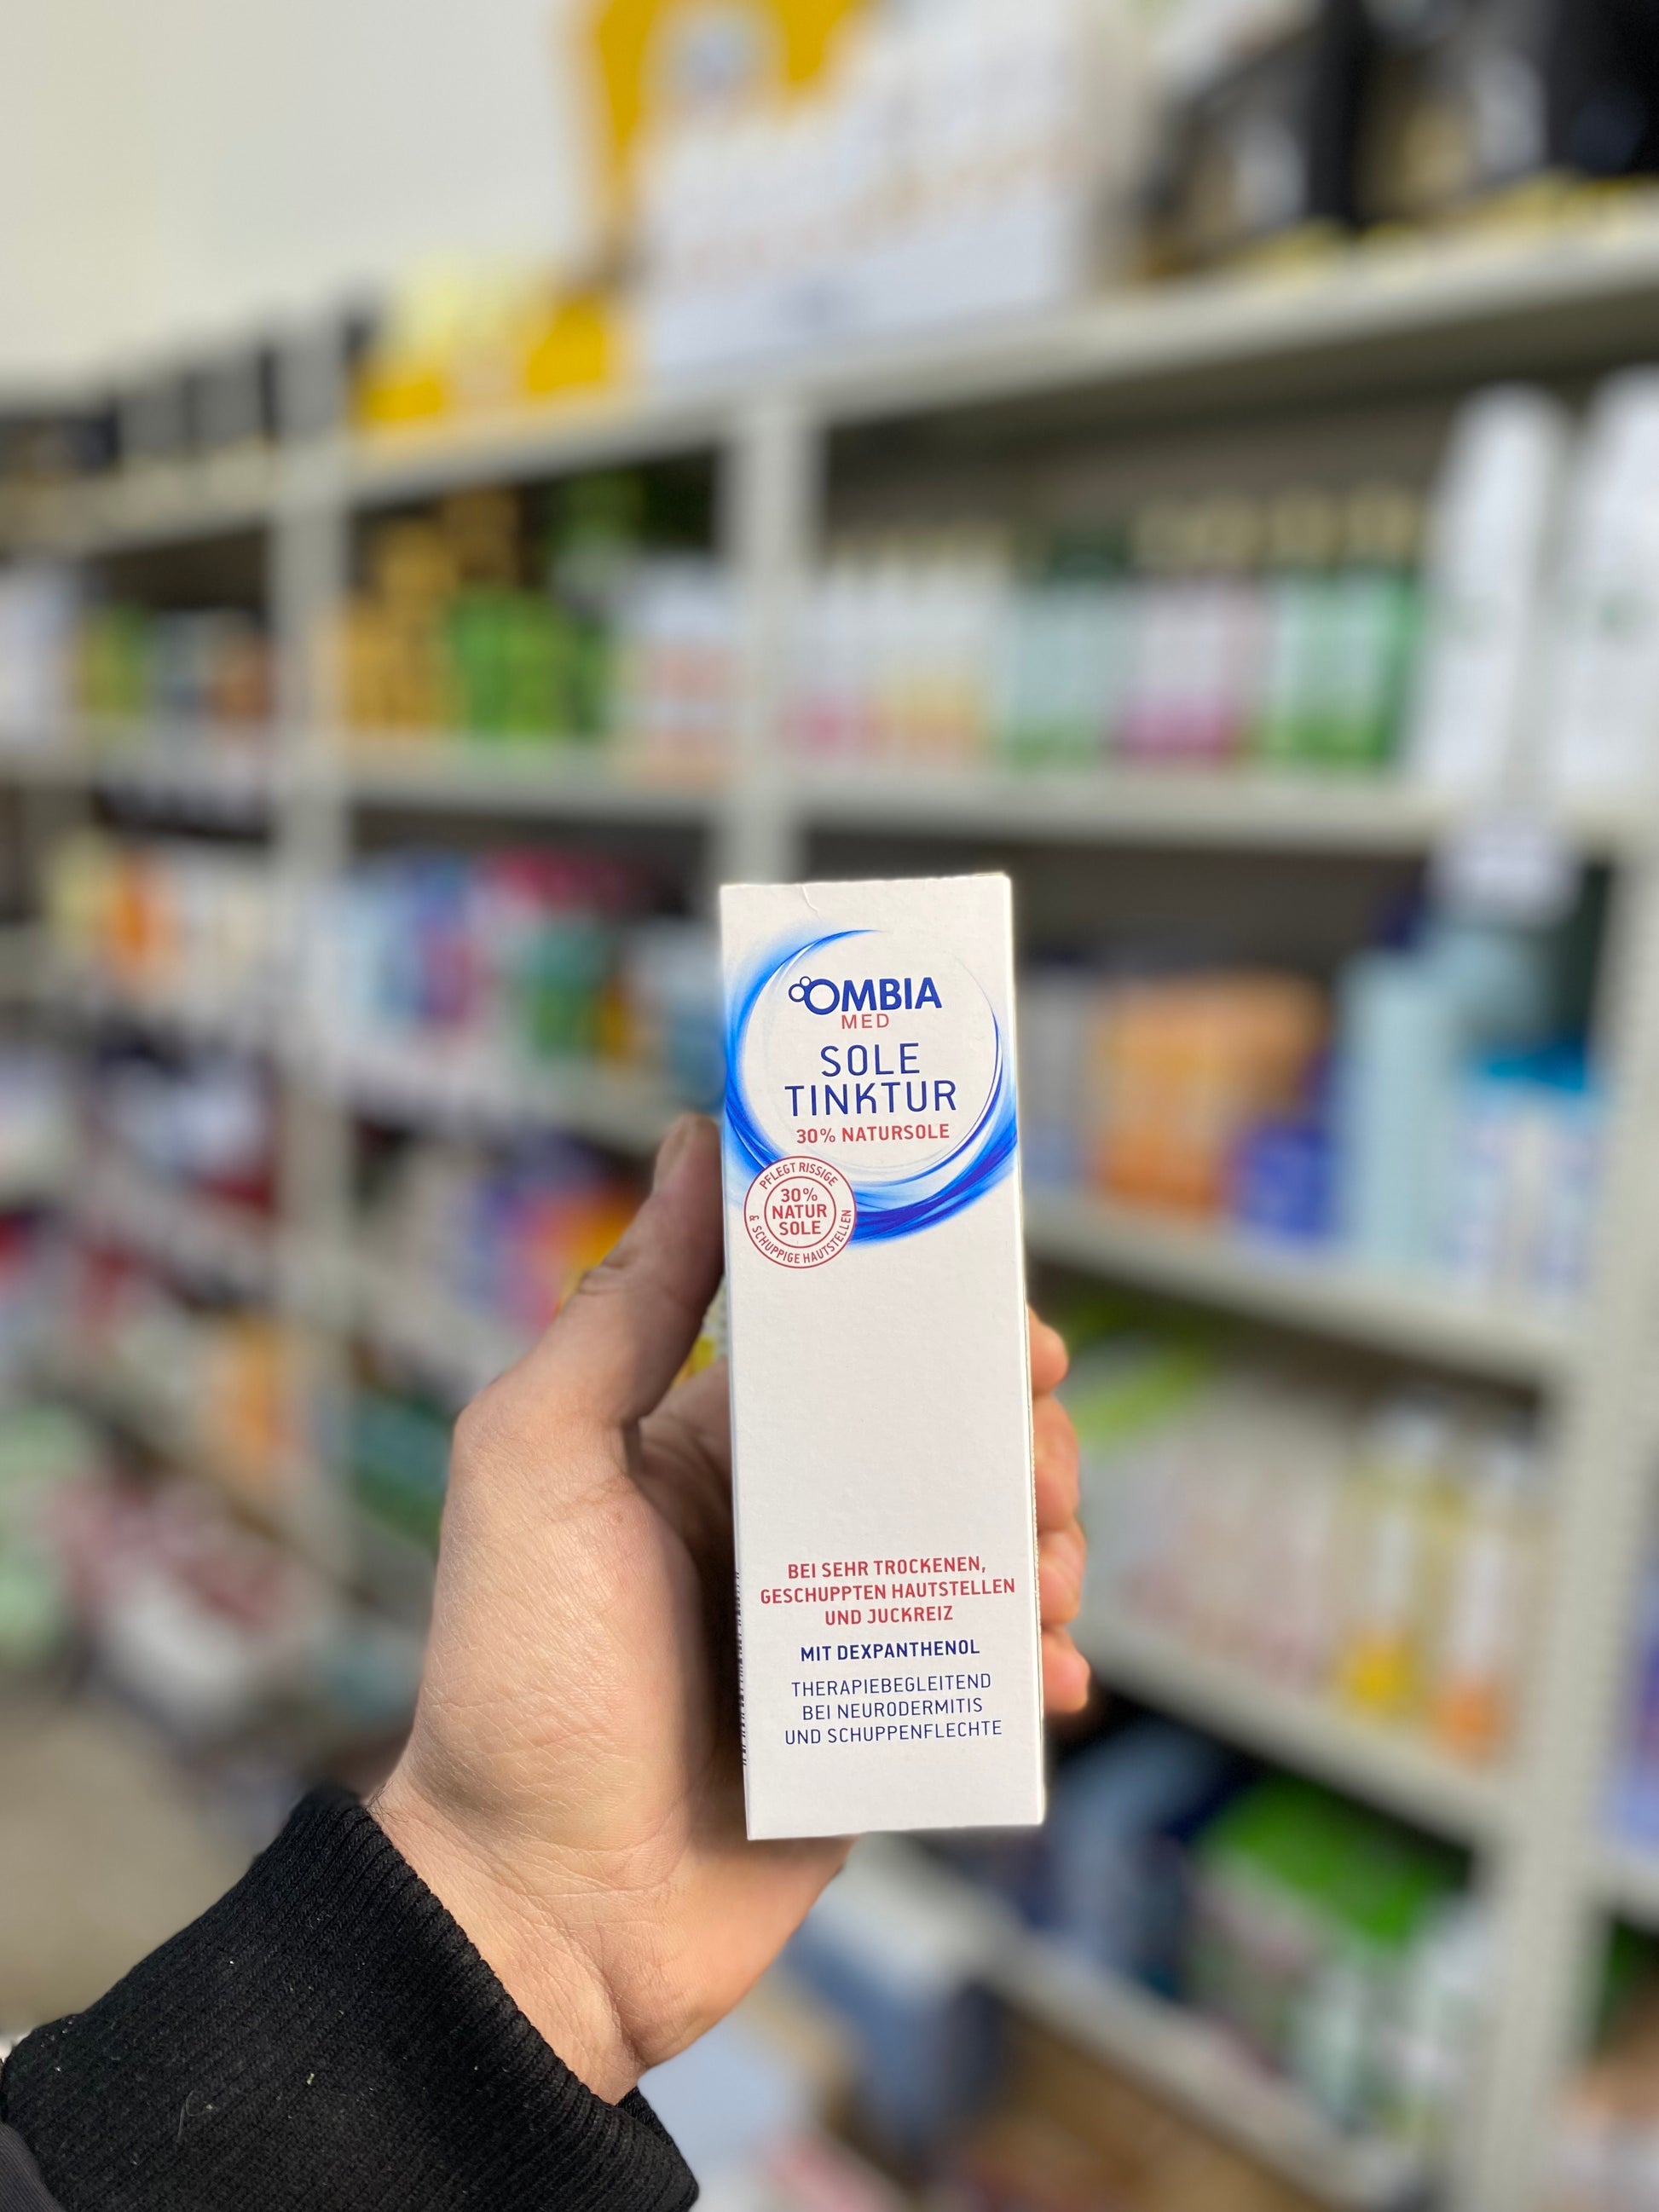 OMBIA
MED
SOLE
TINKTUR
30% NATURSOLE
PFLEGT RISSIGE
& SCHUPPIGE HAUTSTELLEN
30%
NATUR
SOLE
BEI SEHR TROCKENEN,
GESCHUPPTEN HAUTSTELLEN
UND JUCKREIZ
MIT DEXPANTHENOL
THERAPIEBEGLEITEND
BEI NEURODERMITIS
UND SCHUPPENFLECHTE